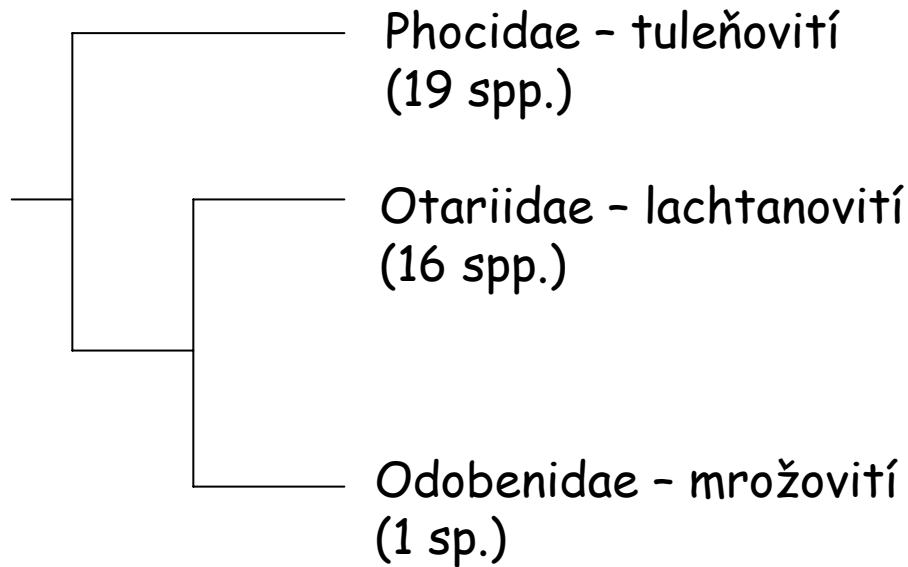 Phocidae – tuleňovití
(19 spp.)
Otariidae – lachtanovití
(16 spp.)
Odobenidae – mrožovití
(1 sp.)